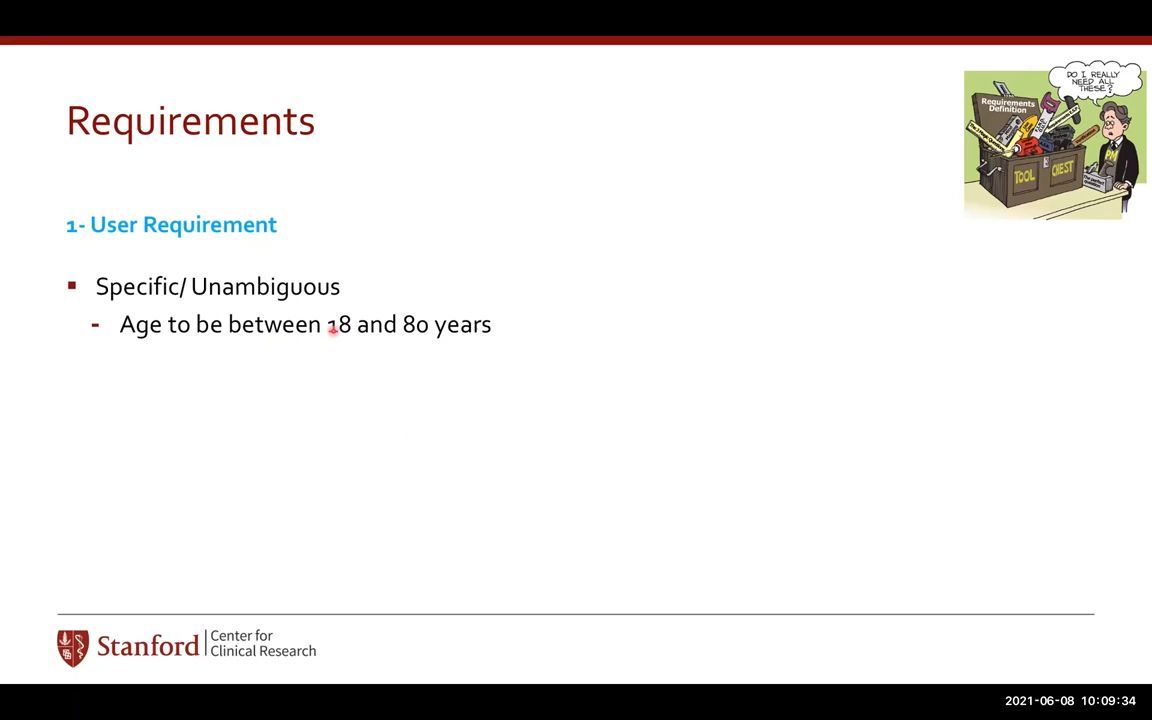 DO I REALLY
NEED ALL
THESE?
Requirements
Definition
PM
TOOL CHEST
Requirements
1- User Requirement
Specific/ Unambiguous
- Age to be between 18 and 80 years
Stanford
Center for
Clinical Research
2021-06-08 10:09:34